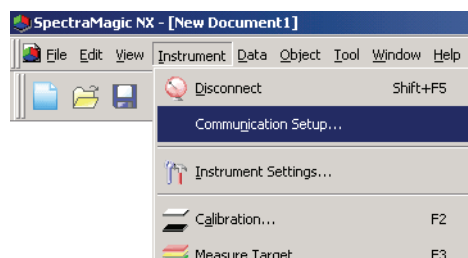 SpectraMagic NX - [New Document1]
File Edit View Instrument Data Object Tool Window Help
Disconnect Shift+F5
Communication Setup...
Instrument Settings...
Calibration... F2
Measure Target F3